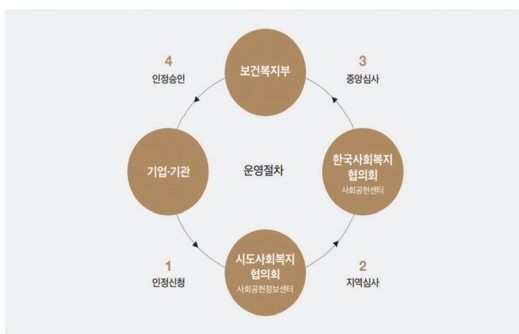 4
인정승인
보건복지부
3
중앙심사
기업·기관
운영절차
한국사회복지
협의회
사회공헌센터
1
인정신청
시도사회복지
협의회
사회공헌정보센터
2
지역심사